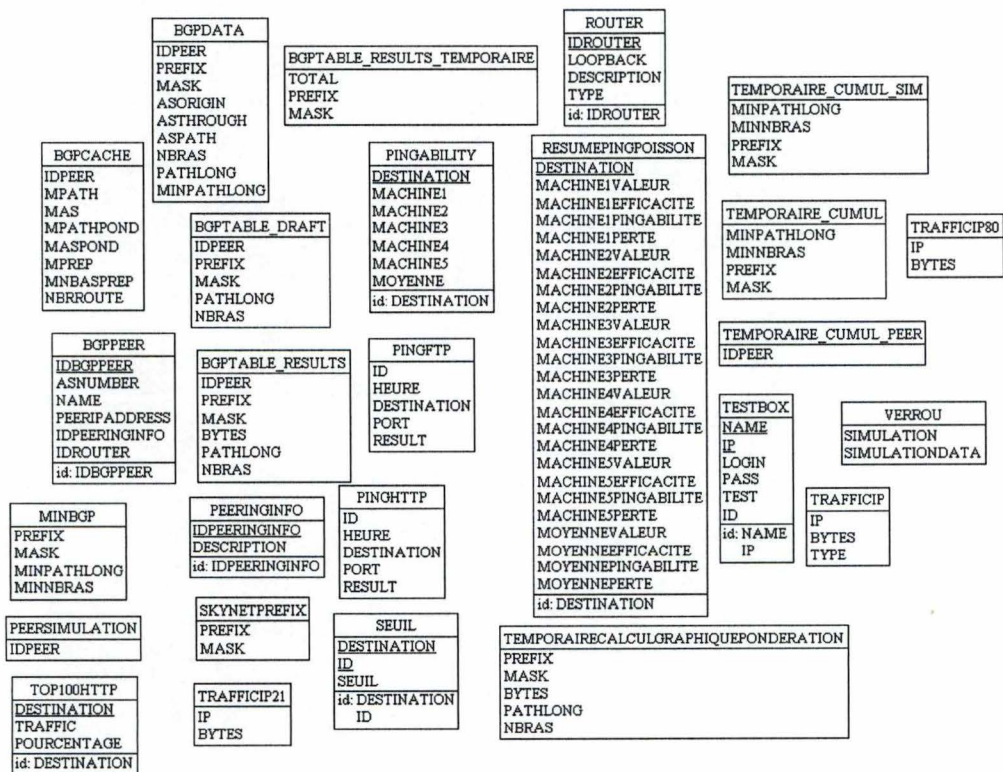 BGPDATA
IDPEER
PREFIX
MASK
ASORIGIN
ASTHROUGH
ASPATH
NBRAS
PATHLONG
MINPATHLONG
BGPTABLE_RESULTS_TEMPORAIRE
TOTAL
PREFIX
MASK
ROUTER
IDROUTER
LOOPBACK
DESCRIPTION
TYPE
id: IDROUTER
TEMPORAIRE_CUMUL_SIM
MINPATHLONG
MINNBRAS
PREFIX
MASK
BGPCACHE
IDPEER
MPATH
MAS
MPATHPOND
MASPOND
MPREP
MNBASPREP
NBRROUTE
BGPTABLE_DRAFT
IDPEER
PREFIX
MASK
PATHLONG
NBRAS
PINGABILITY
DESTINATION
MACHINE1
MACHINE2
MACHINE3
MACHINE4
MACHINE5
MOYENNE
id: DESTINATION
RESUMEPINGPOISSON
DESTINATION
MACHINE1VALEUR
MACHINE1EFFICACITE
MACHINE1PINGABILITE
MACHINE1PERTE
MACHINE2VALEUR
MACHINE2EFFICACITE
MACHINE2PINGABILITE
MACHINE2PERTE
MACHINE3VALEUR
MACHINE3EFFICACITE
MACHINE3PINGABILITE
MACHINE3PERTE
MACHINE4VALEUR
MACHINE4EFFICACITE
MACHINE4PINGABILITE
MACHINE4PERTE
MACHINE5VALEUR
MACHINE5EFFICACITE
MACHINE5PINGABILITE
MACHINE5PERTE
MOYENNEVALEUR
MOYENNEEFFICACITE
MOYENNEPINGABILITE
MOYENNEPERTE
id: DESTINATION
TEMPORAIRE_CUMUL
MINPATHLONG
MINNBRAS
PREFIX
MASK
TRAFFICIP80
IP
BYTES
BGPPEER
IDBGPPEER
ASNUMBER
NAME
PEERIPADDRESS
IDPEERINGINFO
IDROUTER
id: IDBGPPEER
BGPTABLE_RESULTS
IDPEER
PREFIX
MASK
BYTES
PATHLONG
NBRAS
PINGFTP
ID
HEURE
DESTINATION
PORT
RESULT
TEMPORAIRE_CUMUL_PEER
IDPEER
TESTBOX
NAME
IP
LOGIN
PASS
TEST
ID
id: NAME
IP
VERROU
SIMULATION
SIMULATIONDATA
MINBGP
PREFIX
MASK
MINPATHLONG
MINNBRAS
PEERINGINFO
IDPEERINGINFO
DESCRIPTION
id: IDPEERINGINFO
PINGHTTP
ID
HEURE
DESTINATION
PORT
RESULT
TRAFFICIP
IP
BYTES
TYPE
PEERSIMULATION
IDPEER
SKYNETPREFIX
PREFIX
MASK
SEUIL
DESTINATION
ID
SEUIL
id: DESTINATION
ID
TEMPORAIRECALCULGRAPHIQUEPONDERATION
PREFIX
MASK
BYTES
PATHLONG
NBRAS
TOP100HTTP
DESTINATION
TRAFFIC
POURCENTAGE
id: DESTINATION
TRAFFICIP21
IP
BYTES